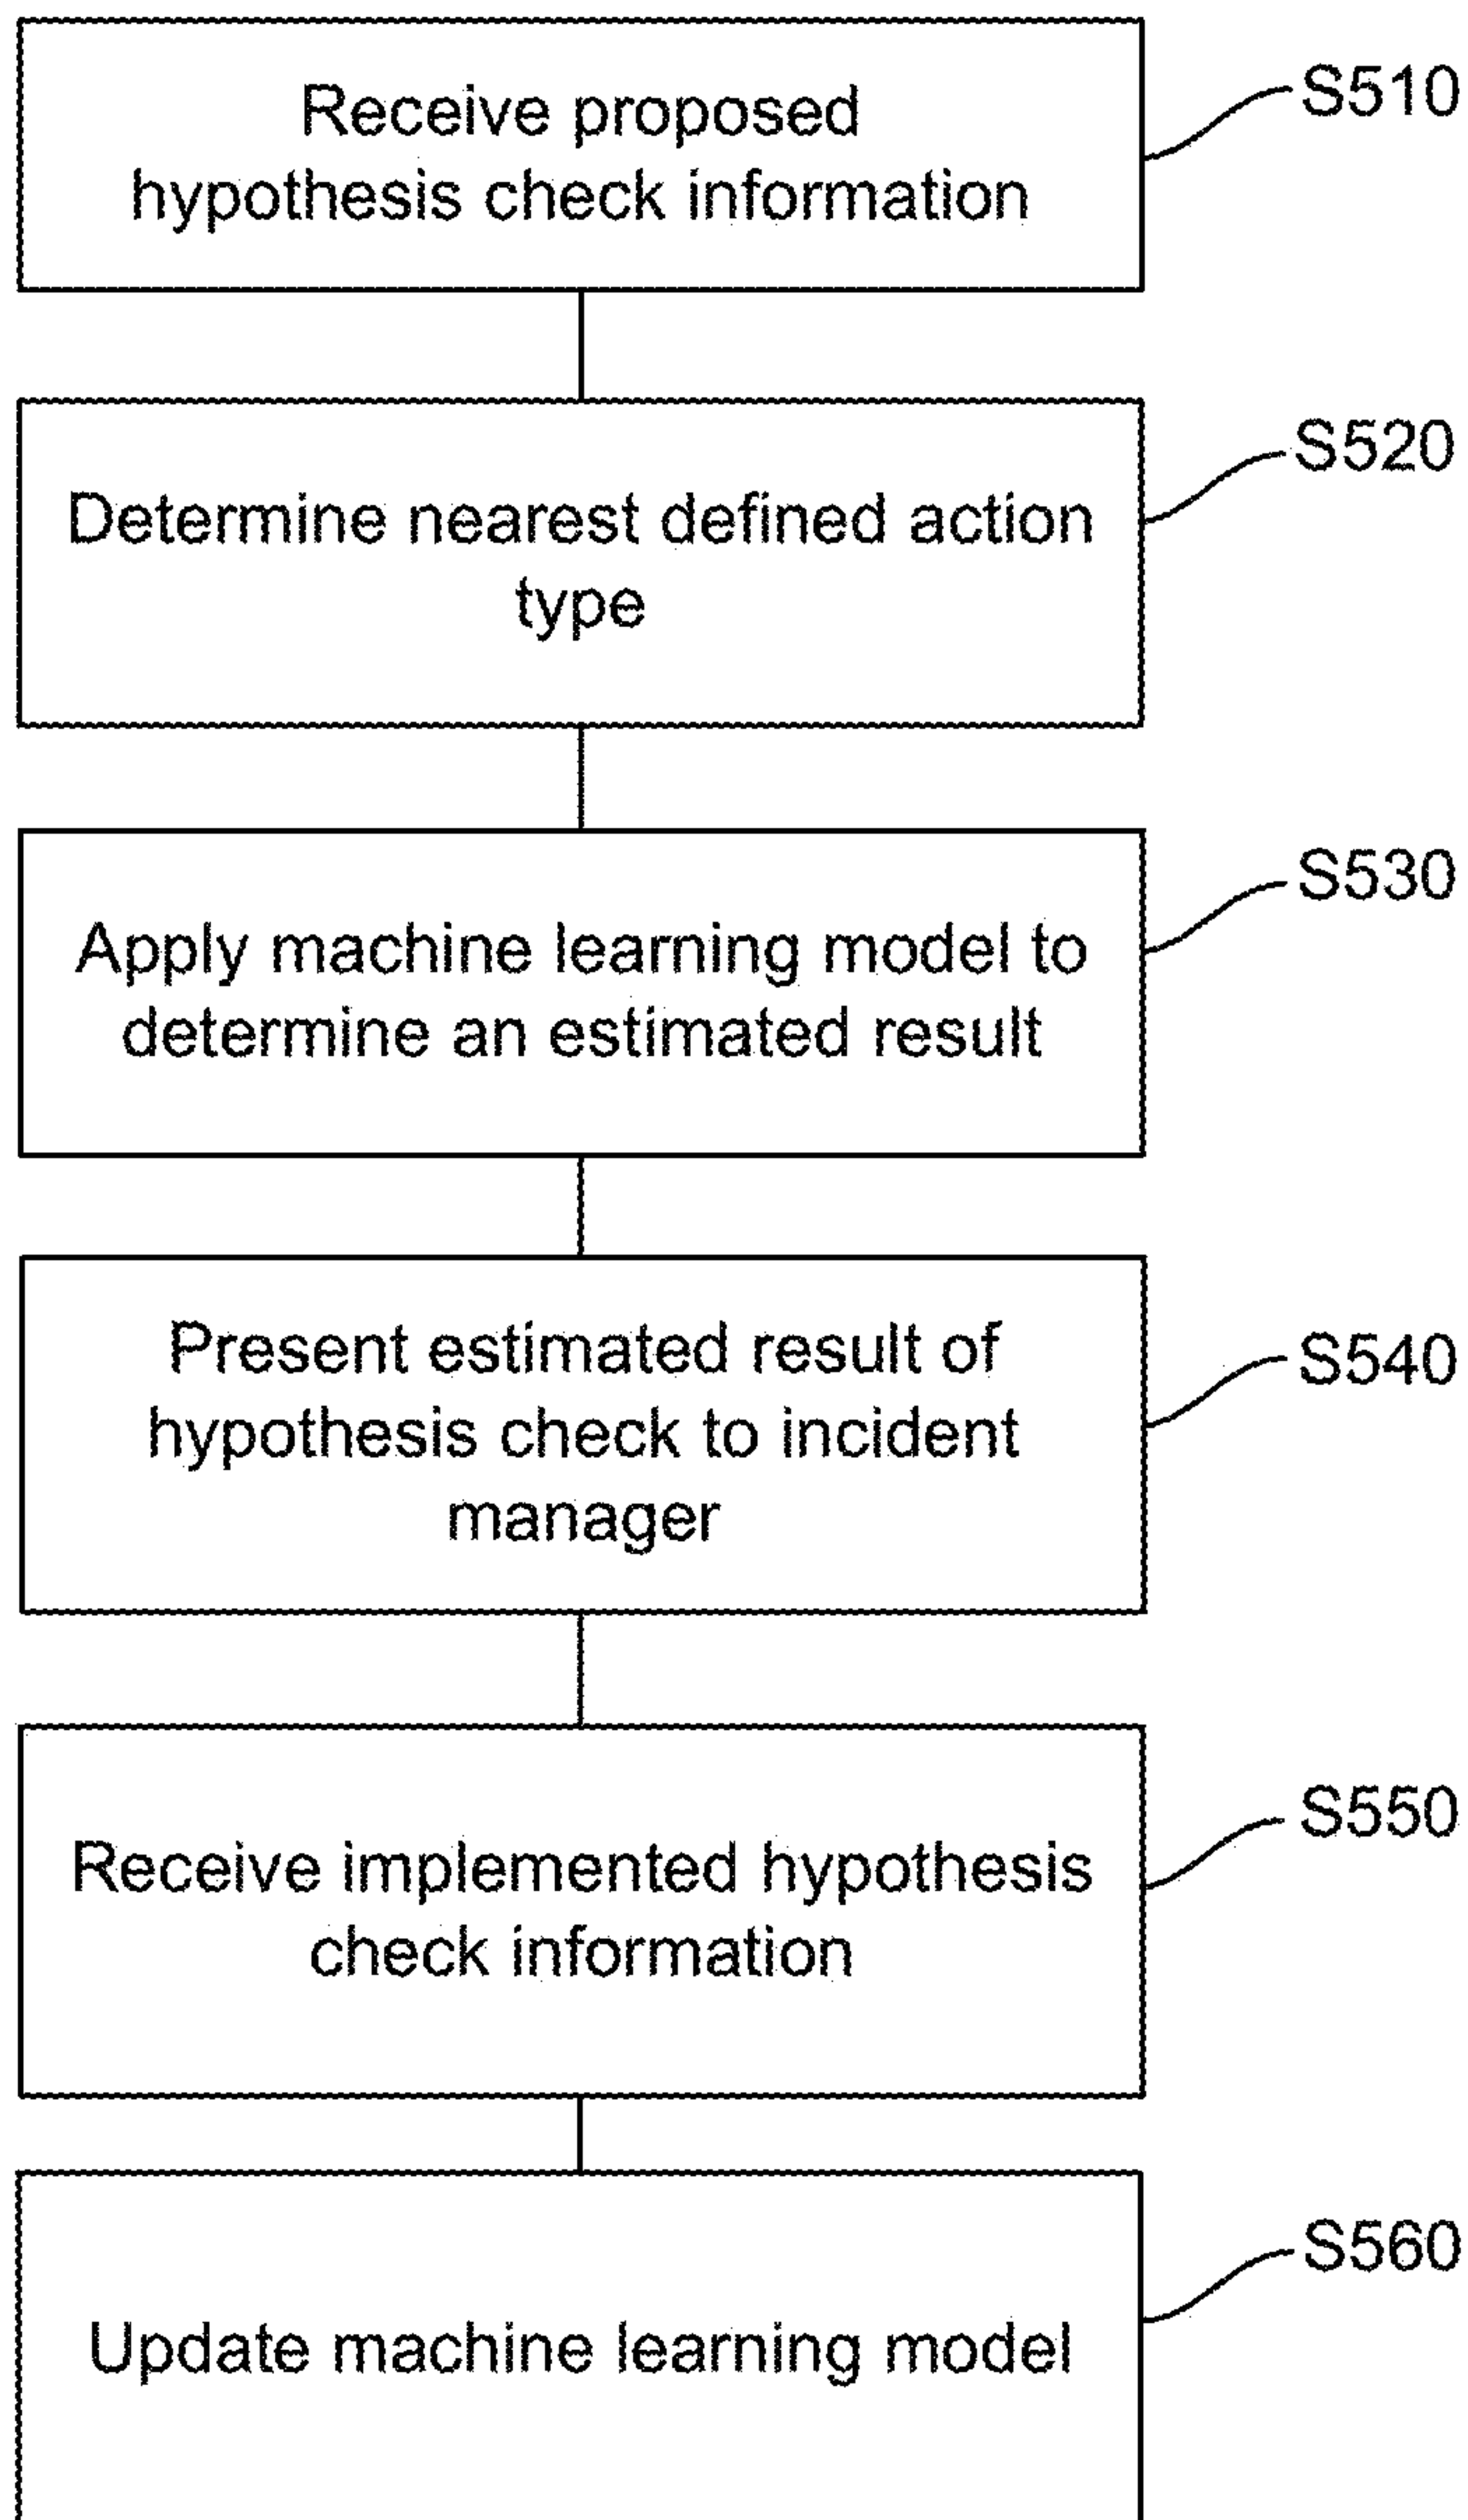 Receive proposed
hypothesis check information
S510
Determine nearest defined action
type
S520
Apply machine learning model to
determine an estimated result
S530
Present estimated result of
hypothesis check to incident
manager
S540
Receive implemented hypothesis
check information
S550
Update machine learning model
S560